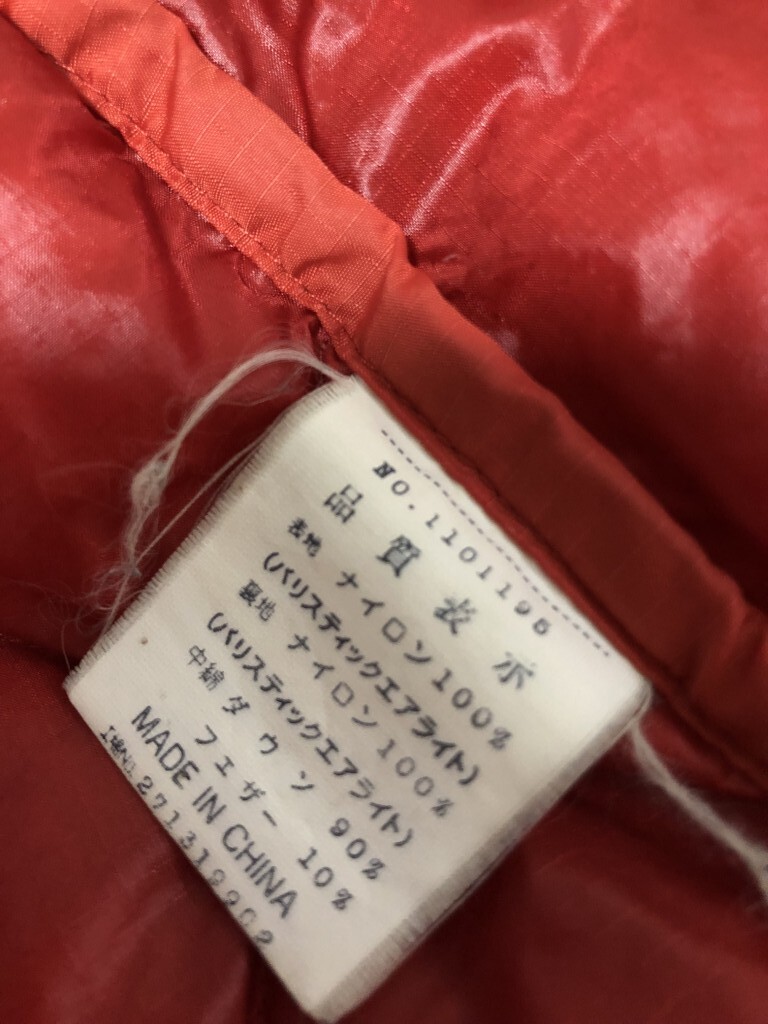 NO.1101195
品質表示
表地 ナイロン100%
(バリスティックエアライト)
裏地 ナイロン100%
(バリスティックエアライト)
中綿 ダウン 90%
フェザー 10%
MADE IN CHINA